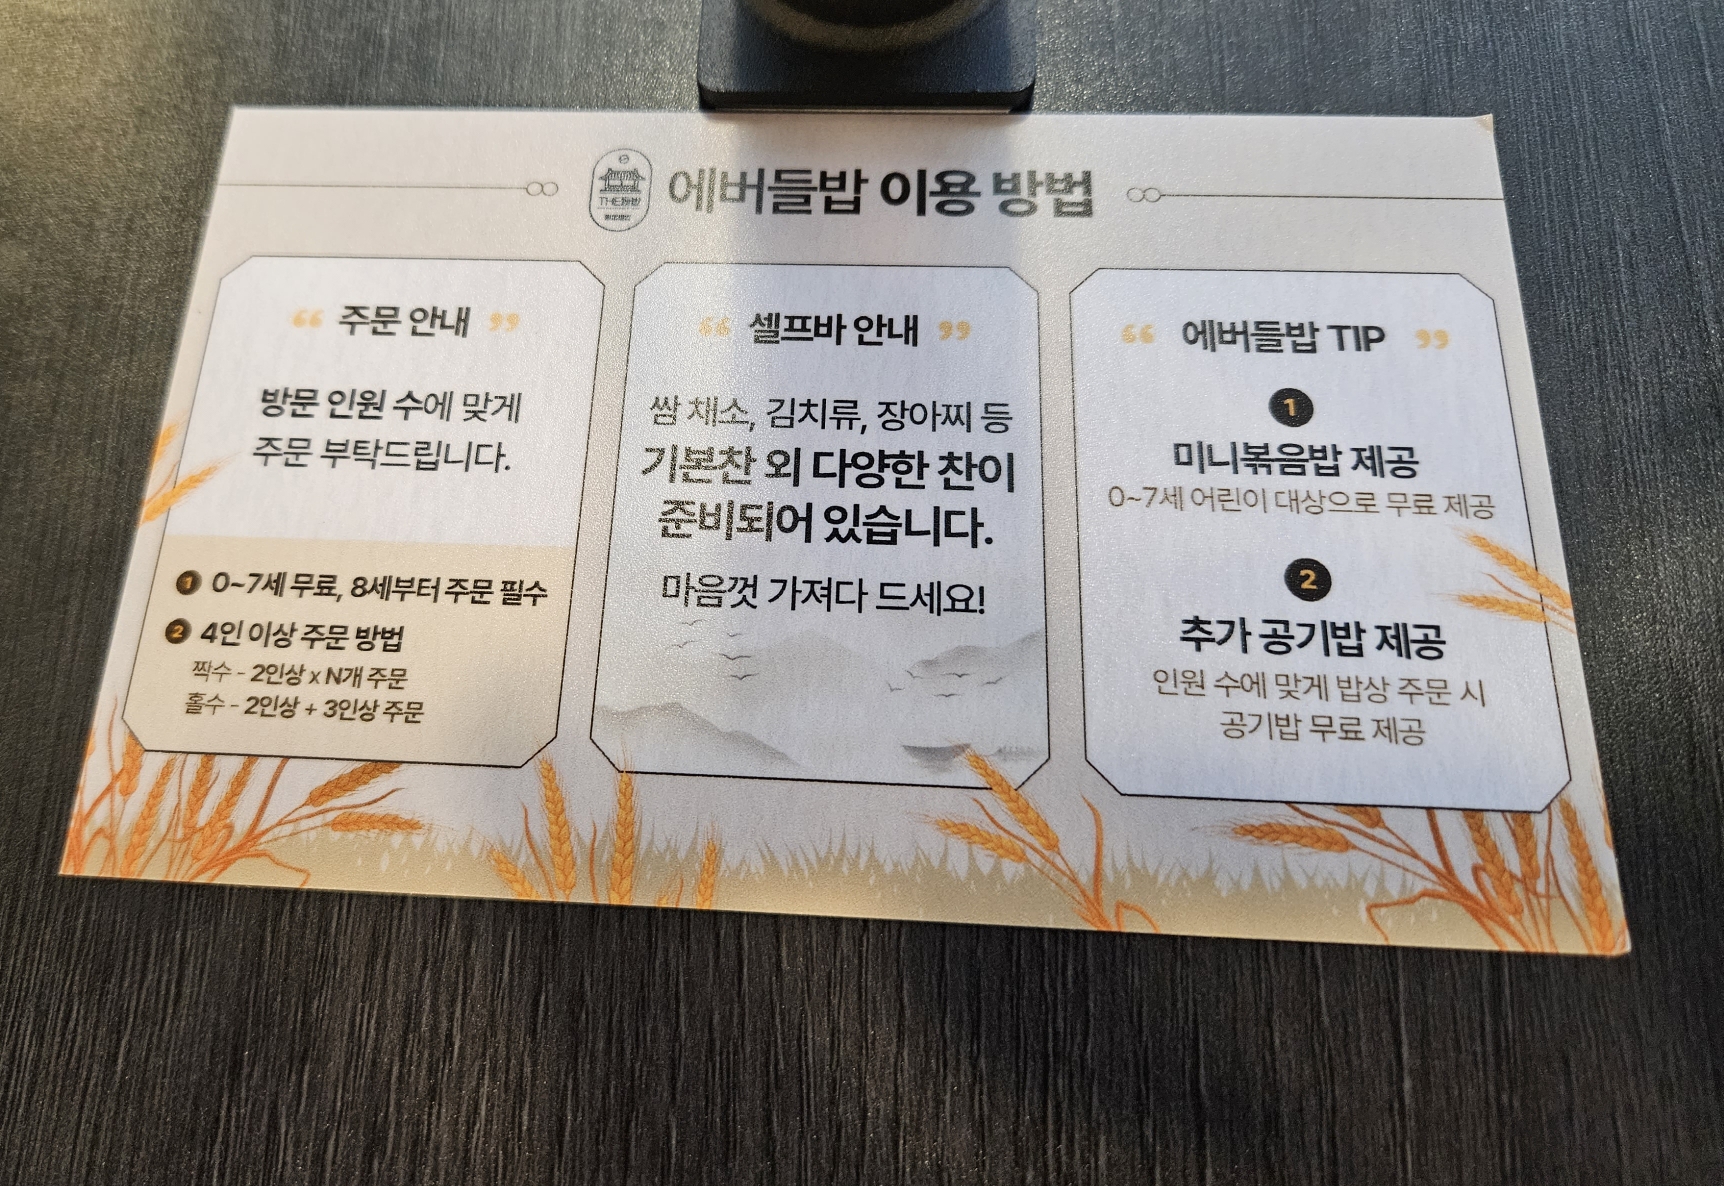 THE들밥
에버들밥 이용 방법
“ 주문 안내 ”
방문 인원 수에 맞게
주문 부탁드립니다.
1 0~7세 무료, 8세부터 주문 필수
2 4인 이상 주문 방법
짝수 - 2인상 x N개 주문
홀수 - 2인상 + 3인상 주문
“ 셀프바 안내 ”
쌈 채소, 김치류, 장아찌 등
기본찬 외 다양한 찬이
준비되어 있습니다.
마음껏 가져다 드세요!
“ 에버들밥 TIP ”
1
미니볶음밥 제공
0~7세 어린이 대상으로 무료 제공
2
추가 공기밥 제공
인원 수에 맞게 밥상 주문 시
공기밥 무료 제공